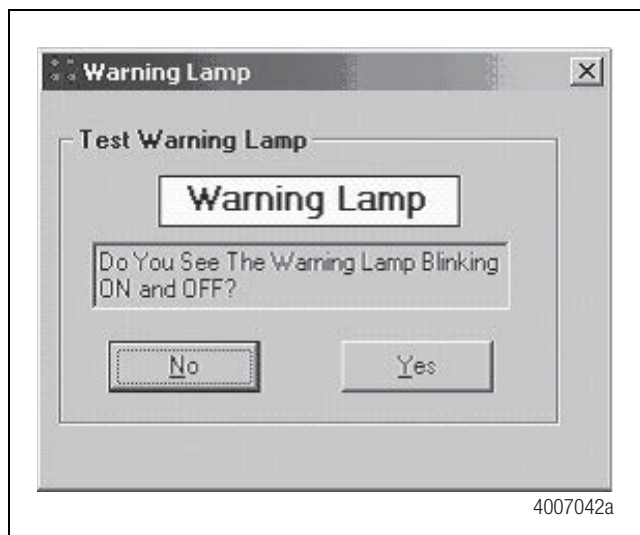 Warning Lamp
Test Warning Lamp
Warning Lamp
Do You See The Warning Lamp Blinking
ON and OFF?
No
Yes
4007042a